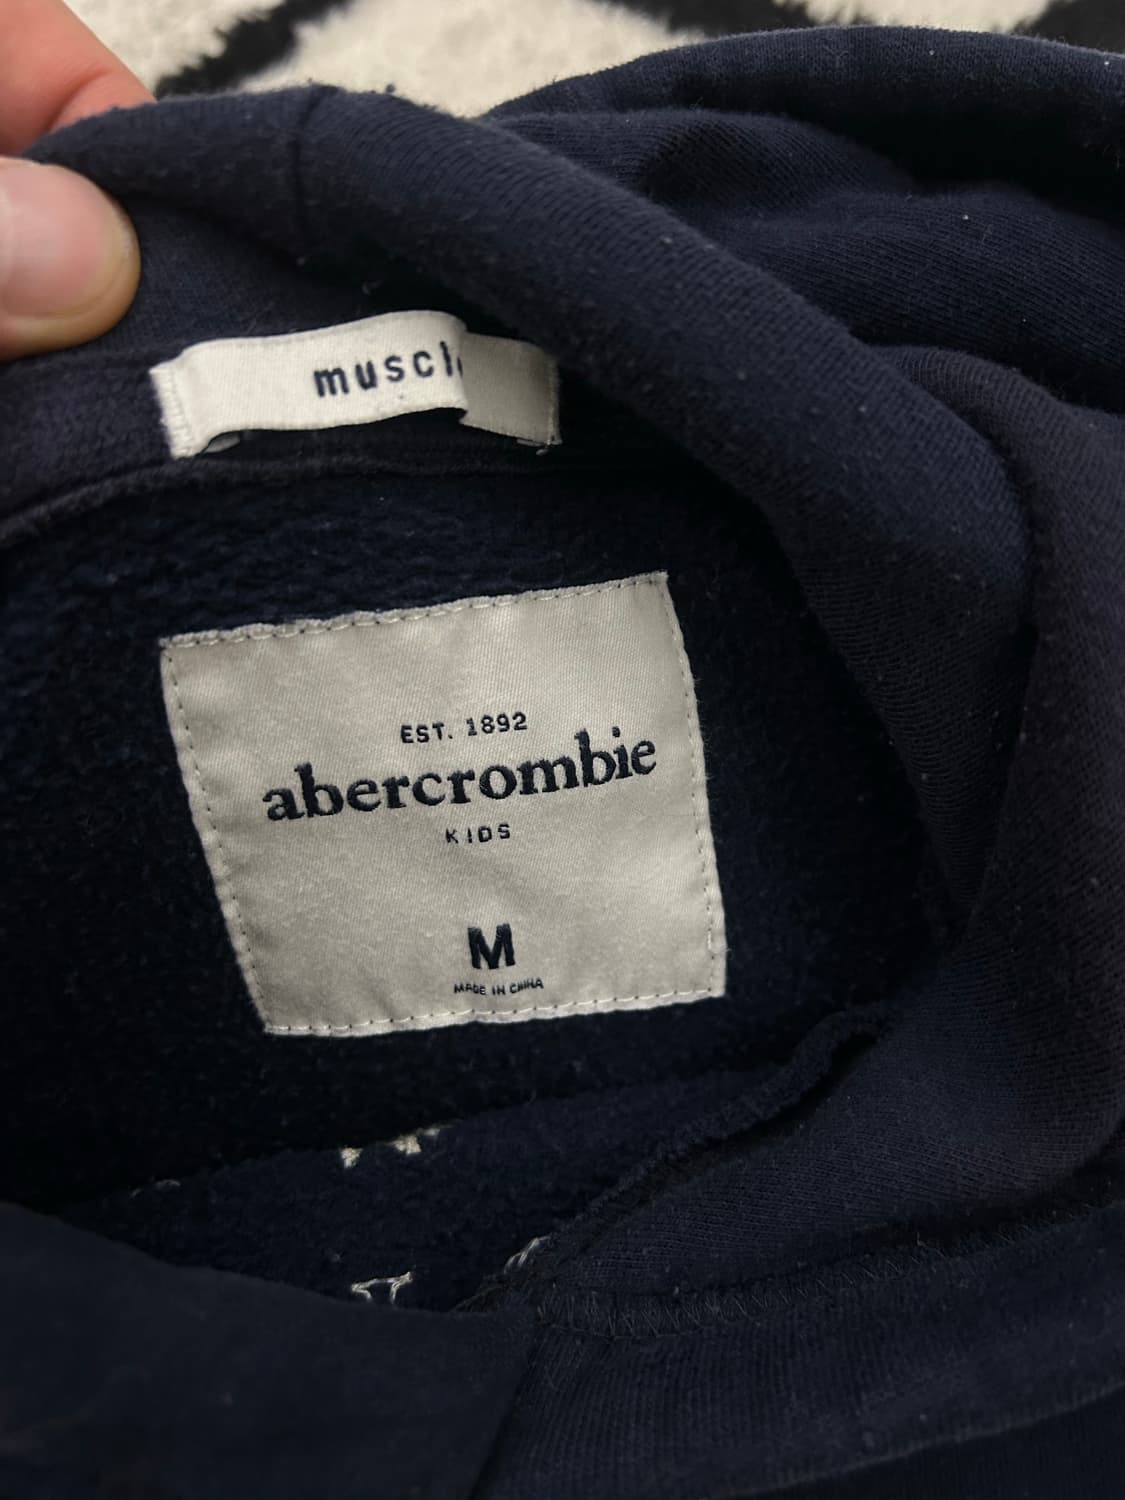 muscl
EST. 1892
abercrombie
KIDS
M
MADE IN CHINA